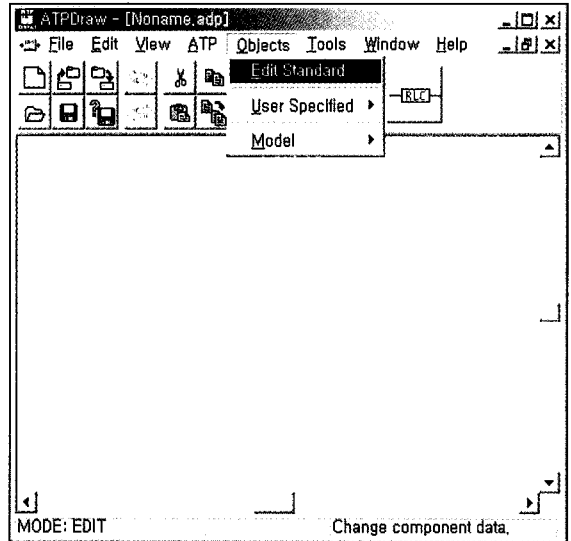 ATPDraw - [Noname.adp]
File Edit View ATP Objects Tools Window Help
Edit Standard
User Specified
Model
RLC
MODE: EDIT
Change component data,